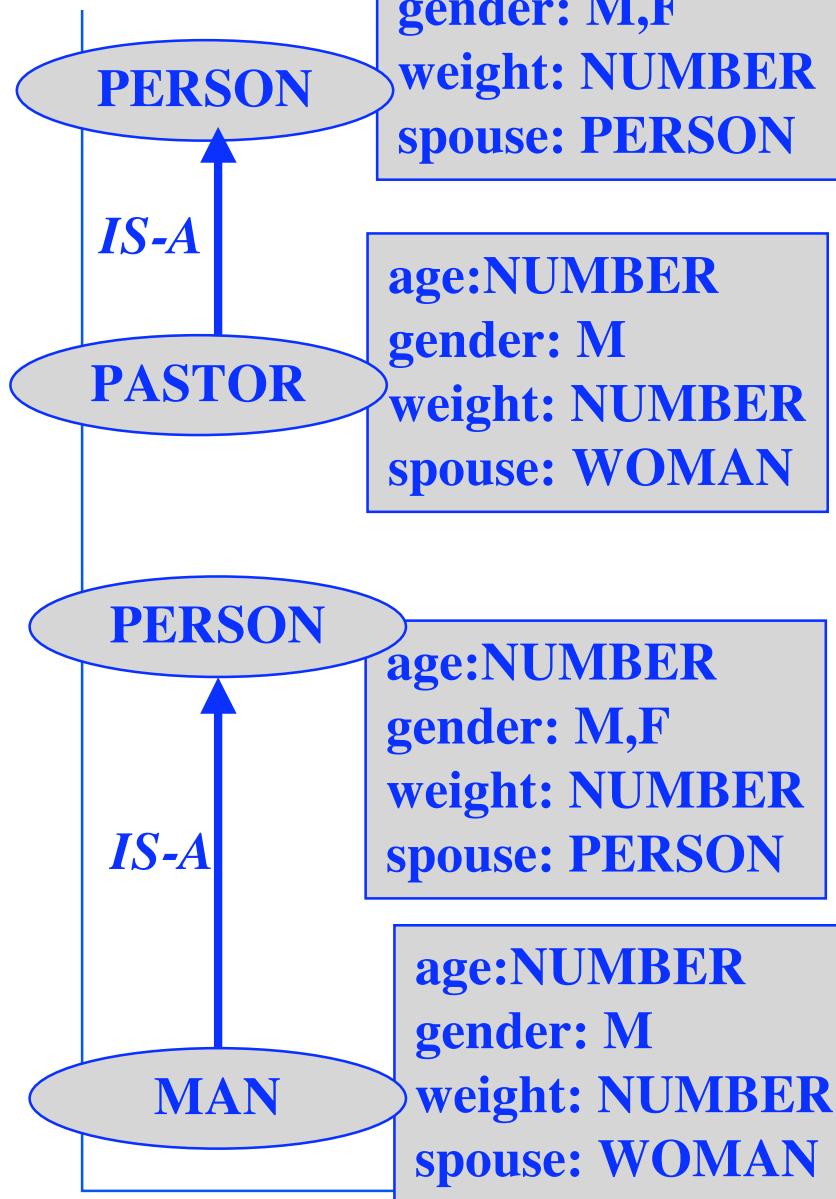 gender: M,F
PERSON
weight: NUMBER
spouse: PERSON
IS-A
age:NUMBER
gender: M
PASTOR
weight: NUMBER
spouse: WOMAN
PERSON
age:NUMBER
gender: M,F
weight: NUMBER
IS-A
spouse: PERSON
age:NUMBER
gender: M
MAN
weight: NUMBER
spouse: WOMAN